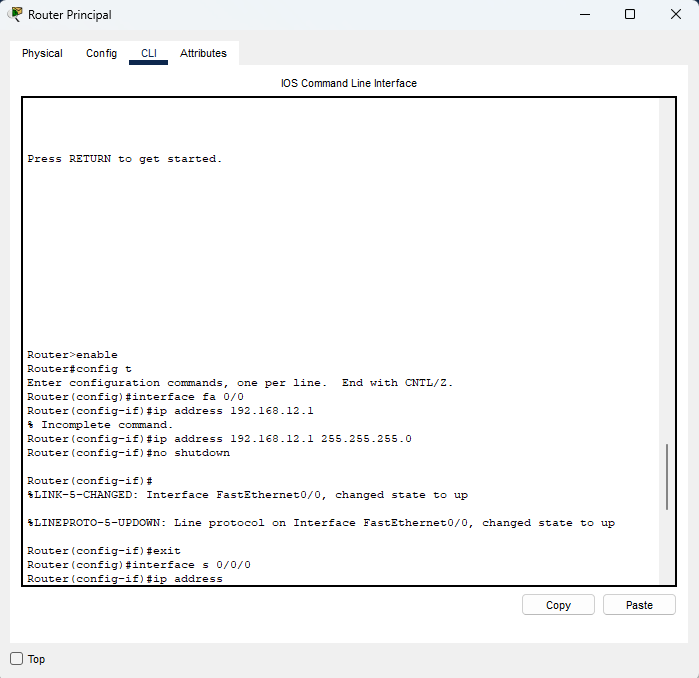 Router Principal
Physical Config CLI Attributes
IOS Command Line Interface
Press RETURN to get started.
Router>enable
Router#config t
Enter configuration commands, one per line.  End with CNTL/Z.
Router(config)#interface fa 0/0
Router(config-if)#ip address 192.168.12.1
% Incomplete command.
Router(config-if)#ip address 192.168.12.1 255.255.255.0
Router(config-if)#no shutdown
Router(config-if)#
%LINK-5-CHANGED: Interface FastEthernet0/0, changed state to up
%LINEPROTO-5-UPDOWN: Line protocol on Interface FastEthernet0/0, changed state to up
Router(config-if)#exit
Router(config)#interface s 0/0/0
Router(config-if)#ip address
Copy Paste
Top